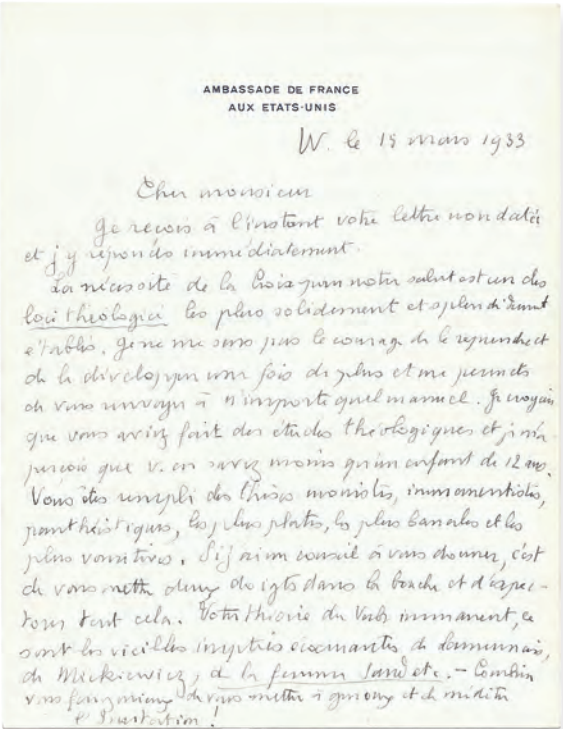 AMBASSADE DE FRANCE
AUX ETATS-UNIS
W. le 15 mars 1933
Cher monsieur
Je reçois à l'instant votre lettre non datée
et j'y réponds immédiatement.
La nécessité de la Croix pour notre salut est un des
loci theologici les plus solidement et splendidement
établis. Je ne me sens pas le courage de le reprendre et
de le développer une fois de plus et me permets
de vous renvoyer à n'importe quel manuel. Je croyais
que vous aviez fait des études théologiques et je m'a
perçois que v. en savez moins qu'un enfant de 12 ans.
Vous êtes rempli des thèses monistes, immanentistes,
panthéistiques, les plus plates, les plus banales et les
plus vomitives. Si j'ai un conseil à vous donner, c'est
de vous mettre deux doigts dans la bouche et d'expec-
torer tout cela. Votre théorie du Verbe immanent, ce
sont les vieilles inepties de Lamennais,
de Mickiewicz, de la femme Sand etc. – Combien
vous de vous mettre à genoux et de méditer
l' !